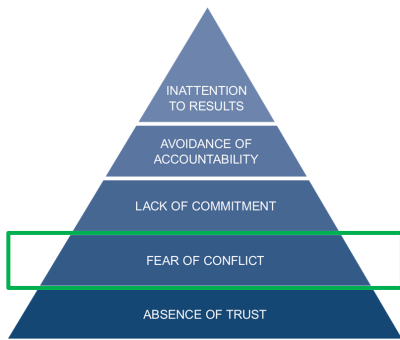 INATTENTION
TO RESULTS
AVOIDANCE OF
ACCOUNTABILITY
LACK OF COMMITMENT
FEAR OF CONFLICT
ABSENCE OF TRUST